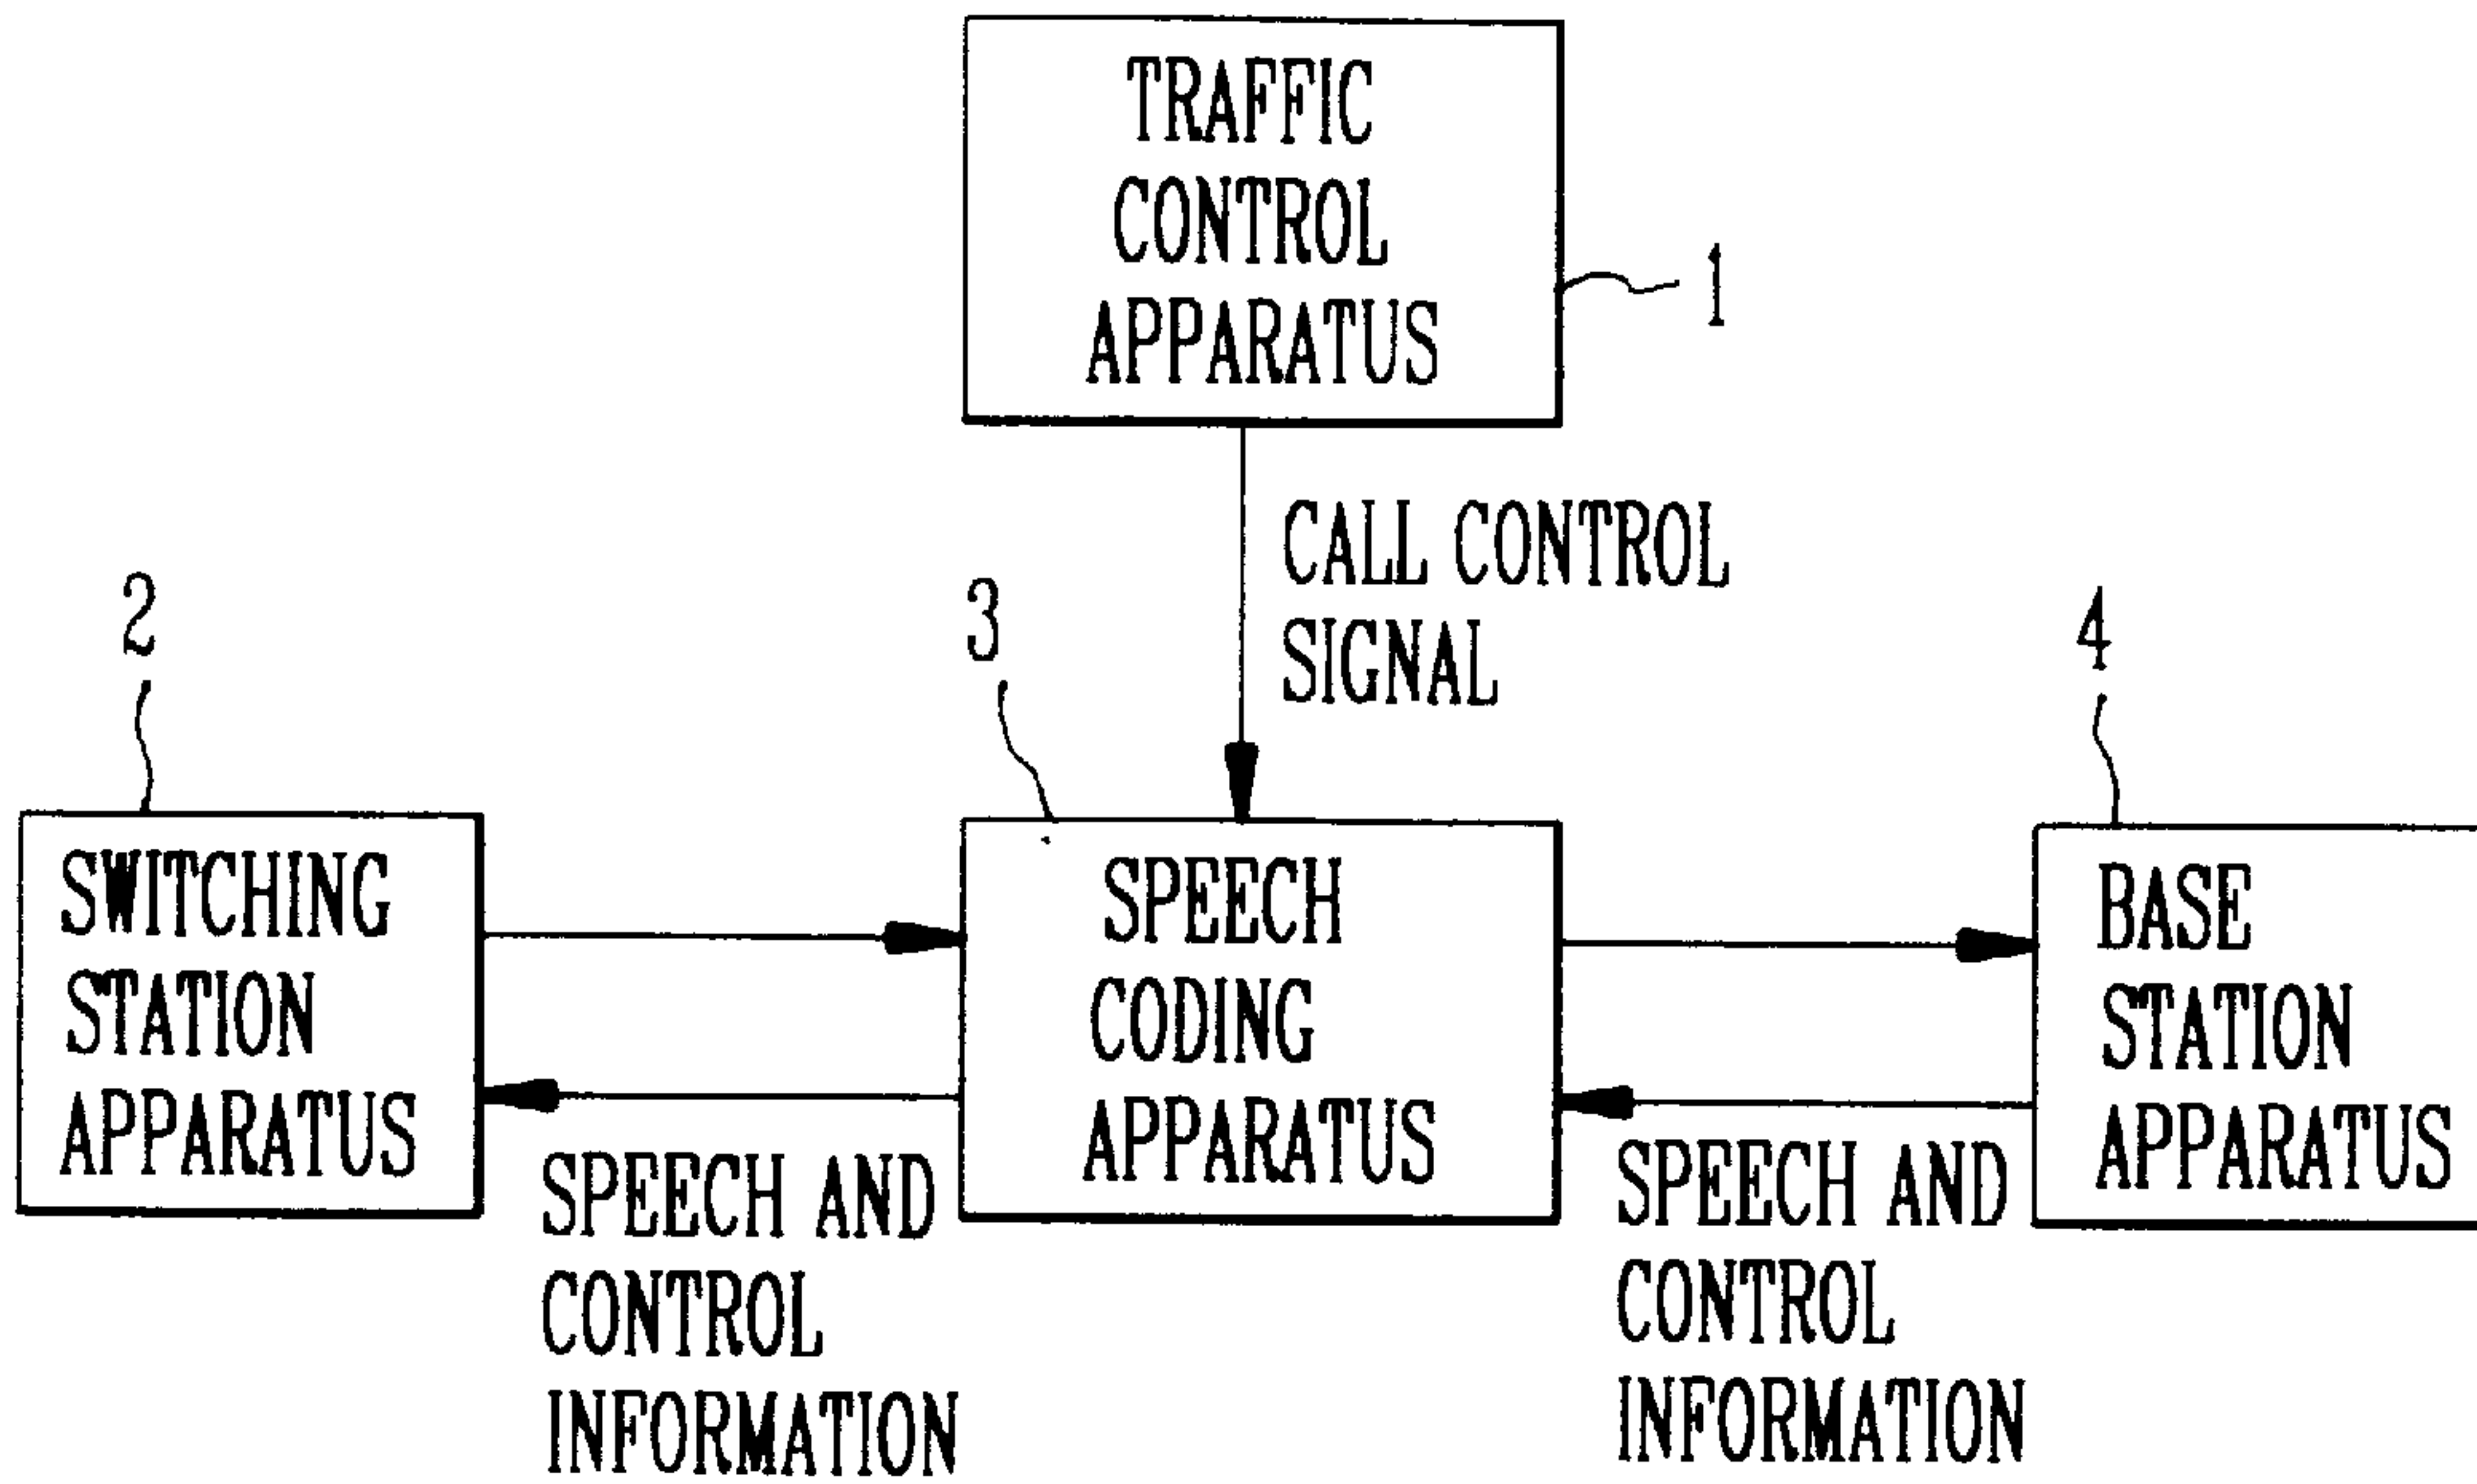 TRAFFIC
CONTROL
APPARATUS
1
CALL CONTROL
SIGNAL
2
3
4
SWITCHING
STATION
APPARATUS
SPEECH
CODING
APPARATUS
BASE
STATION
APPARATUS
SPEECH AND
CONTROL
INFORMATION
SPEECH AND
CONTROL
INFORMATION